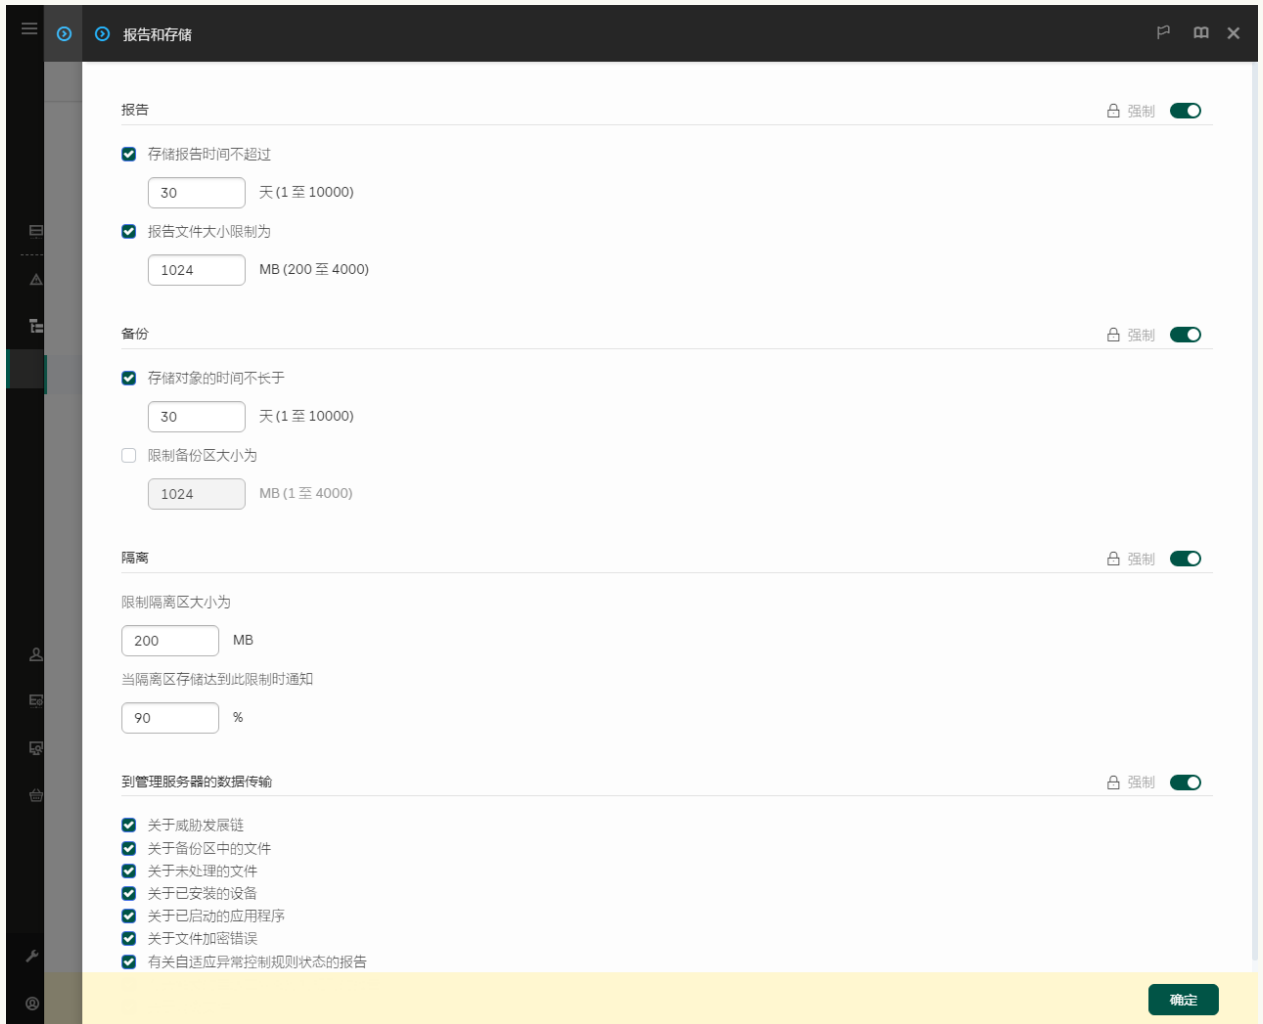 报告和存储
报告
强制
存储报告时间不超过
30 天 (1 至 10000)
报告文件大小限制为
1024 MB (200 至 4000)
备份
强制
存储对象的时间不长于
30 天 (1 至 10000)
限制备份区大小为
1024 MB (1 至 4000)
隔离
强制
限制隔离区大小为
200 MB
当隔离区存储达到此限制时通知
90 %
到管理服务器的数据传输
强制
关于威胁发展链
关于备份区中的文件
关于未处理的文件
关于已安装的设备
关于已启动的应用程序
关于文件加密错误
有关自适应异常控制规则状态的报告
确定